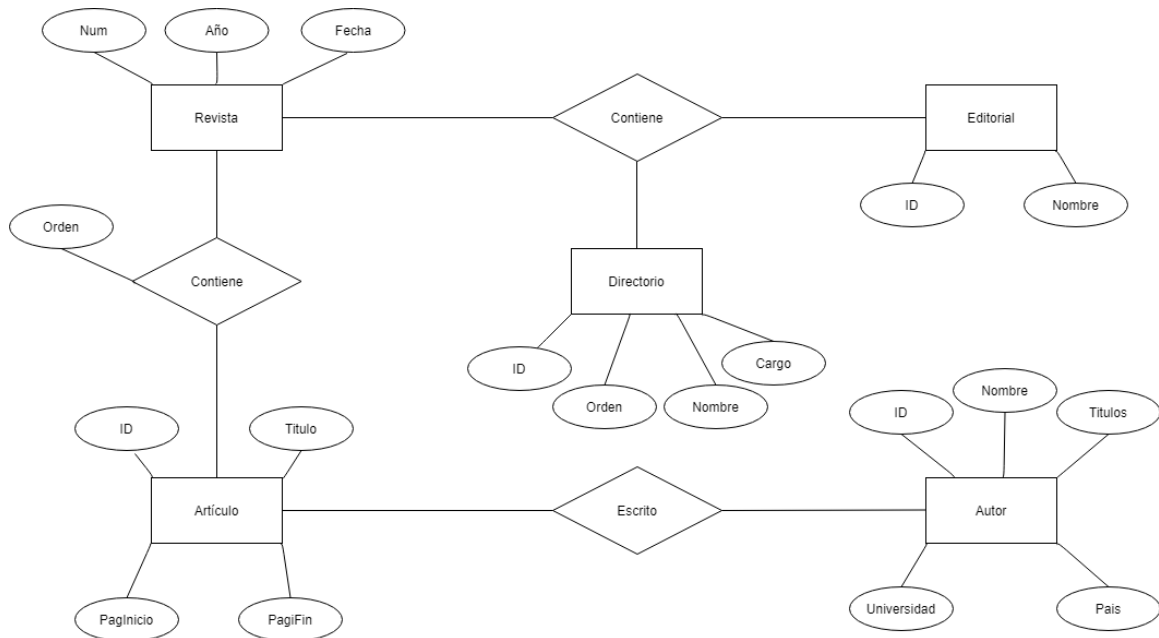 Num
Año
Fecha
Revista
Contiene
Editorial
ID
Nombre
Orden
Contiene
Directorio
ID
Orden
Nombre
Cargo
ID
Titulo
ID
Nombre
Titulos
Artículo
Escrito
Autor
PagInicio
PagiFin
Universidad
Pais